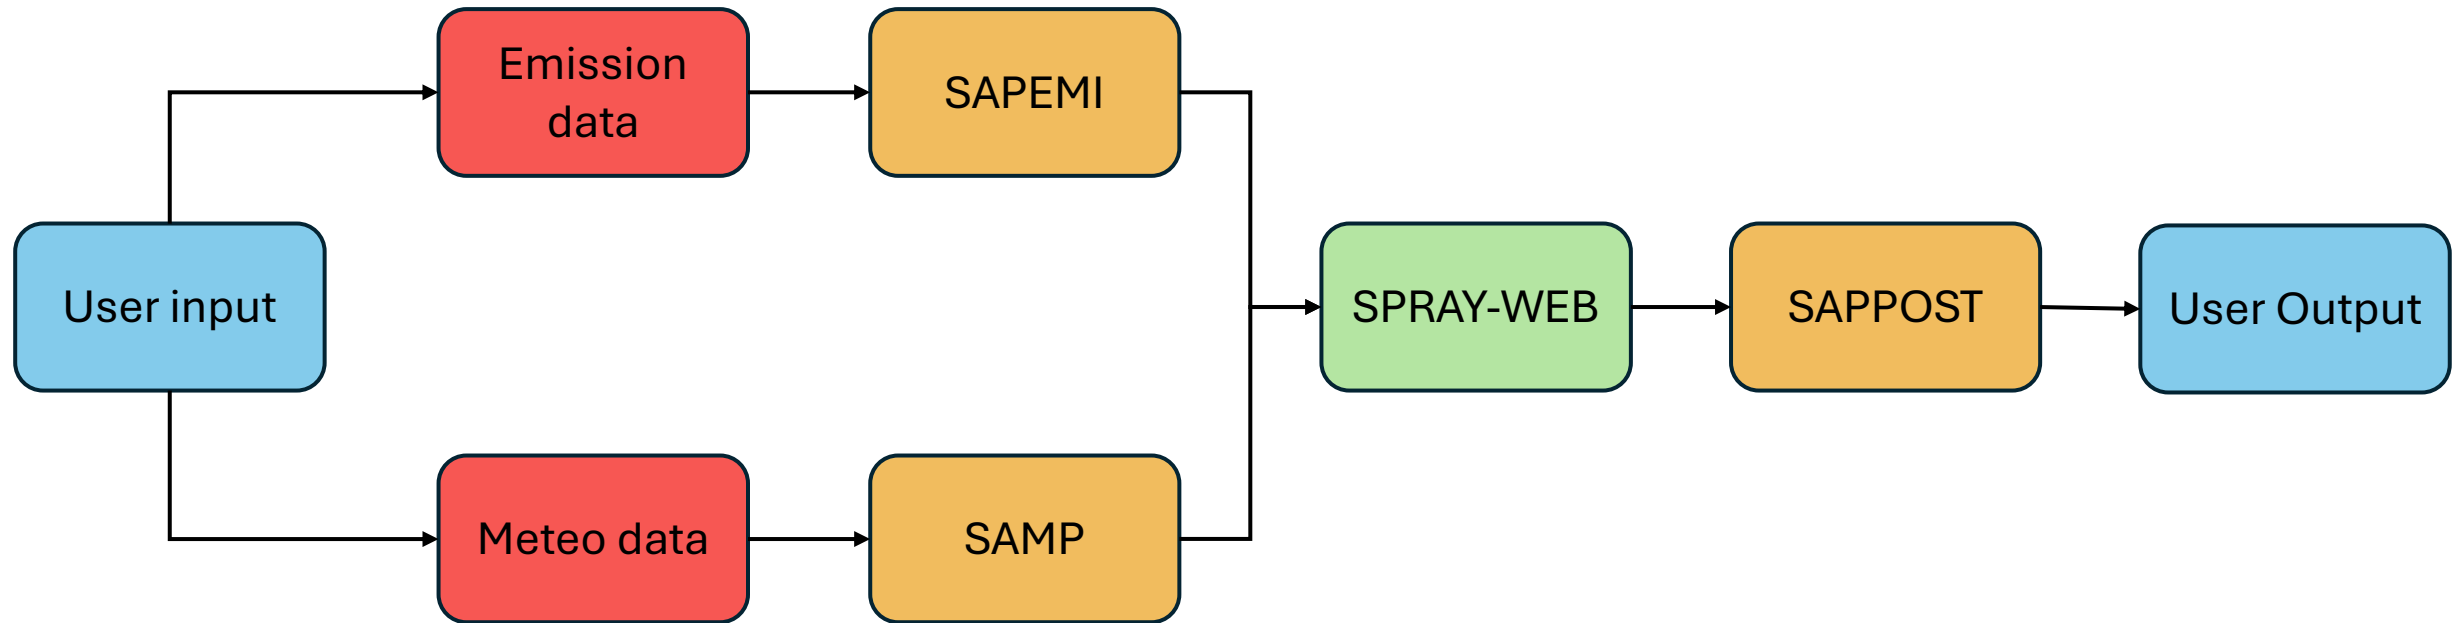 Emission
data
SAPEMI
User input
SPRAY-WEB
SAPPOST
User Output
Meteo data
SAMP